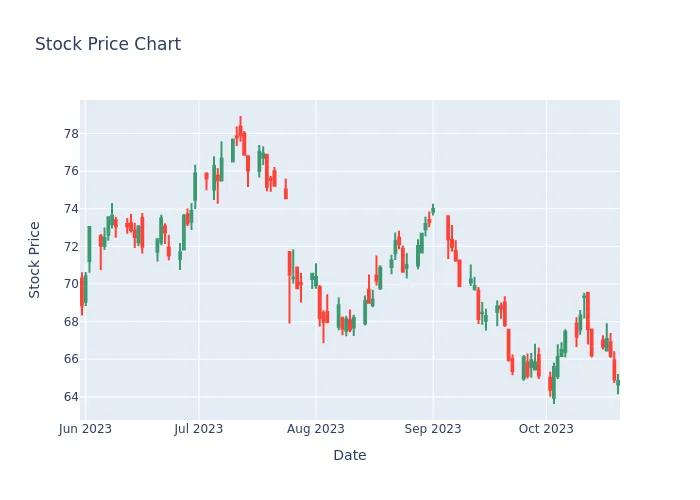 Stock Price Chart
Stock Price
78
76
74
72
70
68
66
64
Jun 2023
Jul 2023
Aug 2023
Sep 2023
Oct 2023
Date